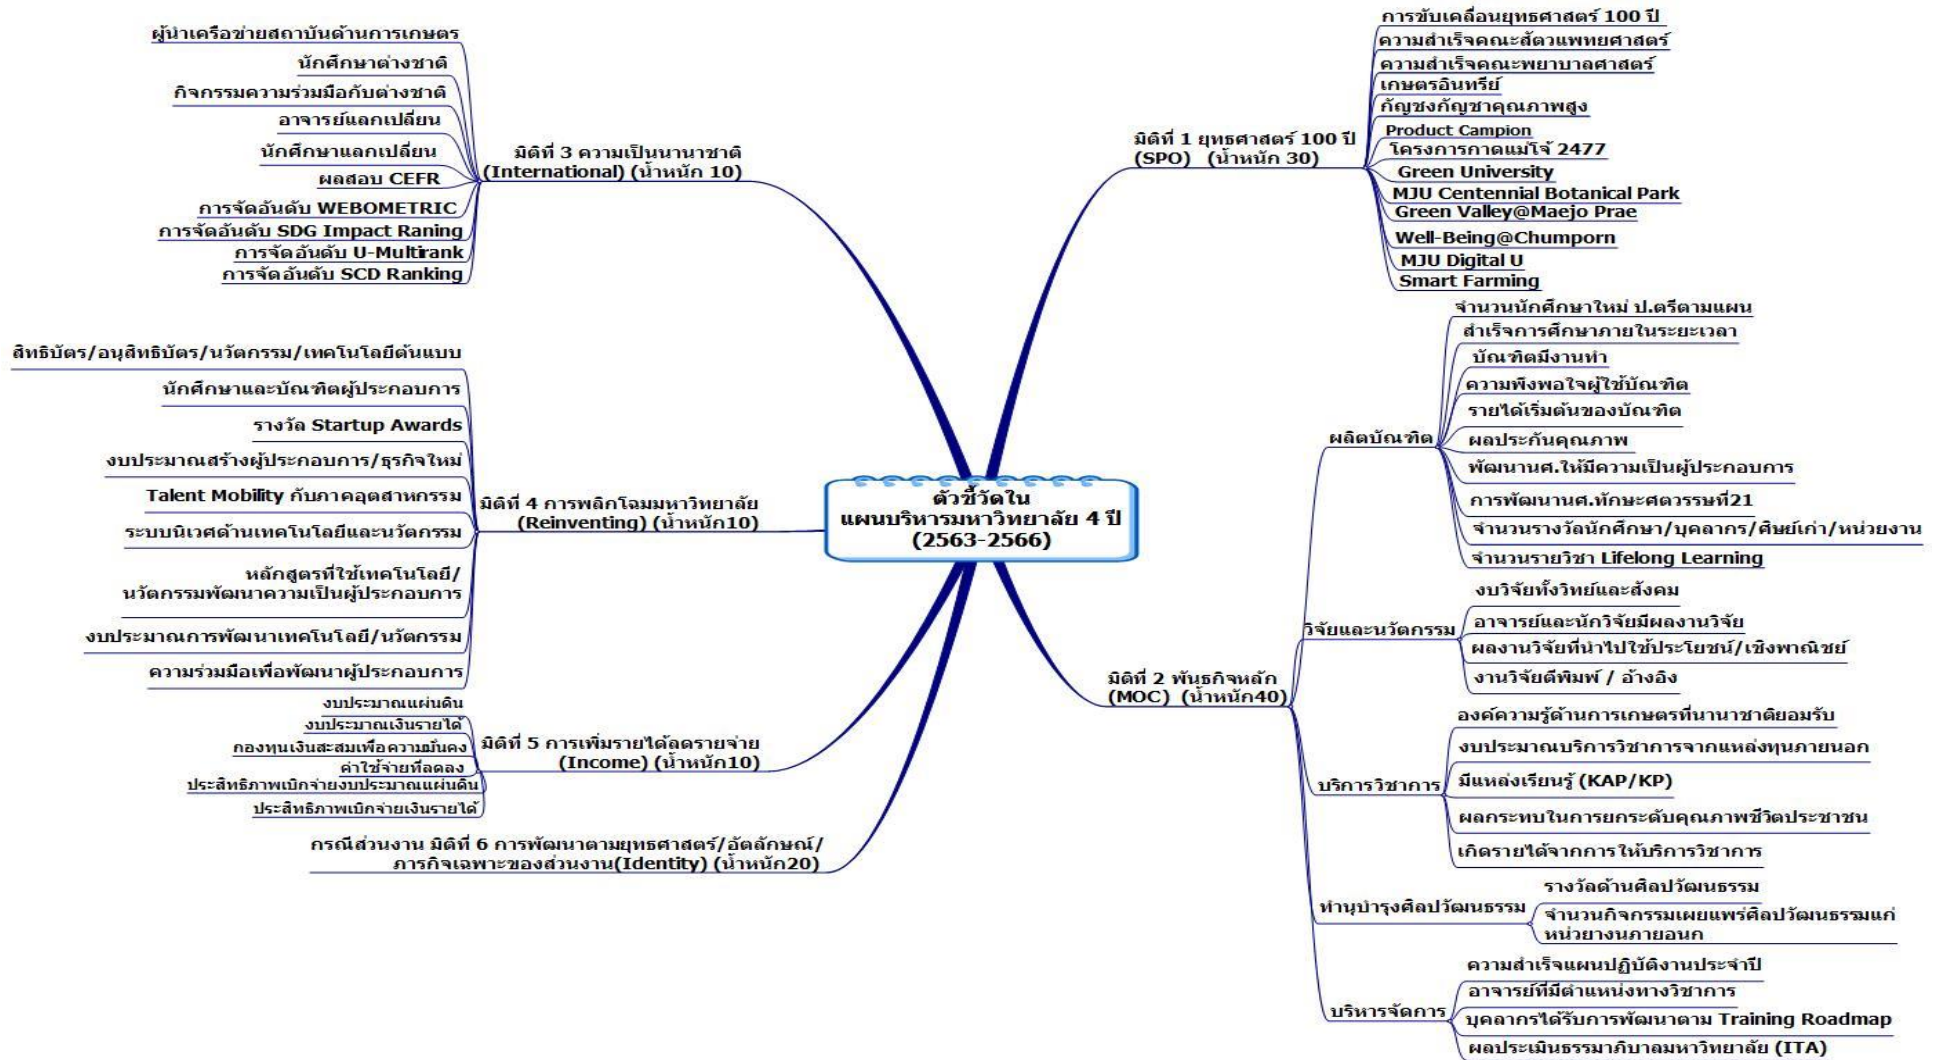 ตัวชี้วัดใน
แผนบริหารมหาวิทยาลัย 4 ปี
(2563-2566)
มิติที่ 1 ยุทธศาสตร์ 100 ปี
(SPO) (น้ำหนัก 30)
การขับเคลื่อนยุทธศาสตร์ 100 ปี
ความสำเร็จคณะสัตวแพทยศาสตร์
ความสำเร็จคณะพยาบาลศาสตร์
เกษตรอินทรีย์
กัญชงกัญชาคุณภาพสูง
Product Campion
โครงการกาดแม่โจ้ 2477
Green University
MJU Centennial Botanical Park
Green Valley@Maejo Prae
Well-Being@Chumporn
MJU Digital U
Smart Farming
มิติที่ 2 พันธกิจหลัก
(MOC) (น้ำหนัก40)
ผลิตบัณฑิต
จำนวนนักศึกษาใหม่ ป.ตรีตามแผน
สำเร็จการศึกษาภายในระยะเวลา
บัณฑิตมีงานทำ
ความพึงพอใจผู้ใช้บัณฑิต
รายได้เริ่มต้นของบัณฑิต
ผลประกันคุณภาพ
พัฒนานศ.ให้มีความเป็นผู้ประกอบการ
การพัฒนานศ.ทักษะศตวรรษที่21
จำนวนรางวัลนักศึกษา/บุคลากร/ศิษย์เก่า/หน่วยงาน
จำนวนรายวิชา Lifelong Learning
วิจัยและนวัตกรรม
งบวิจัยทั้งวิทย์และสังคม
อาจารย์และนักวิจัยมีผลงานวิจัย
ผลงานวิจัยที่นำไปใช้ประโยชน์/เชิงพาณิชย์
งานวิจัยตีพิมพ์ / อ้างอิง
บริการวิชาการ
องค์ความรู้ด้านการเกษตรที่นานาชาติยอมรับ
งบประมาณบริการวิชาการจากแหล่งทุนภายนอก
มีแหล่งเรียนรู้ (KAP/KP)
ผลกระทบในการยกระดับคุณภาพชีวิตประชาชน
เกิดรายได้จากการให้บริการวิชาการ
ทำนุบำรุงศิลปวัฒนธรรม
รางวัลด้านศิลปวัฒนธรรม
จำนวนกิจกรรมเผยแพร่ศิลปวัฒนธรรมแก่
หน่วยางนภายอนก
บริหารจัดการ
ความสำเร็จแผนปฏิบัติงานประจำปี
อาจารย์ที่มีตำแหน่งทางวิชาการ
บุคลากรได้รับการพัฒนาตาม Training Roadmap
ผลประเมินธรรมาภิบาลมหาวิทยาลัย (ITA)
มิติที่ 3 ความเป็นนานาชาติ
(International) (น้ำหนัก 10)
ผู้นำเครือข่ายสถาบันด้านการเกษตร
นักศึกษาต่างชาติ
กิจกรรมความร่วมมือกับต่างชาติ
อาจารย์แลกเปลี่ยน
นักศึกษาแลกเปลี่ยน
ผลสอบ CEFR
การจัดอันดับ WEBOMETRIC
การจัดอันดับ SDG Impact Raning
การจัดอันดับ U-Multirank
การจัดอันดับ SCD Ranking
มิติที่ 4 การพลิกโฉมมหาวิทยาลัย
(Reinventing) (น้ำหนัก10)
สิทธิบัตร/อนุสิทธิบัตร/นวัตกรรม/เทคโนโลยีต้นแบบ
นักศึกษาและบัณฑิตผู้ประกอบการ
รางวัล Startup Awards
งบประมาณสร้างผู้ประกอบการ/ธุรกิจใหม่
Talent Mobility กับภาคอุตสาหกรรม
ระบบนิเวศด้านเทคโนโลยีและนวัตกรรม
หลักสูตรที่ใช้เทคโนโลยี/
นวัตกรรมพัฒนาความเป็นผู้ประกอบการ
งบประมาณการพัฒนาเทคโนโลยี/นวัตกรรม
ความร่วมมือเพื่อพัฒนาผู้ประกอบการ
มิติที่ 5 การเพิ่มรายได้ลดรายจ่าย
(Income) (น้ำหนัก10)
งบประมาณแผ่นดิน
งบประมาณเงินรายได้
กองทุนเงินสะสมเพื่อความมั่นคง
ค่าใช้จ่ายที่ลดลง
ประสิทธิภาพเบิกจ่ายงบประมาณแผ่นดิน
ประสิทธิภาพเบิกจ่ายเงินรายได้
กรณีส่วนงาน มิติที่ 6 การพัฒนาตามยุทธศาสตร์/อัตลักษณ์/
ภารกิจเฉพาะของส่วนงาน(Identity) (น้ำหนัก20)